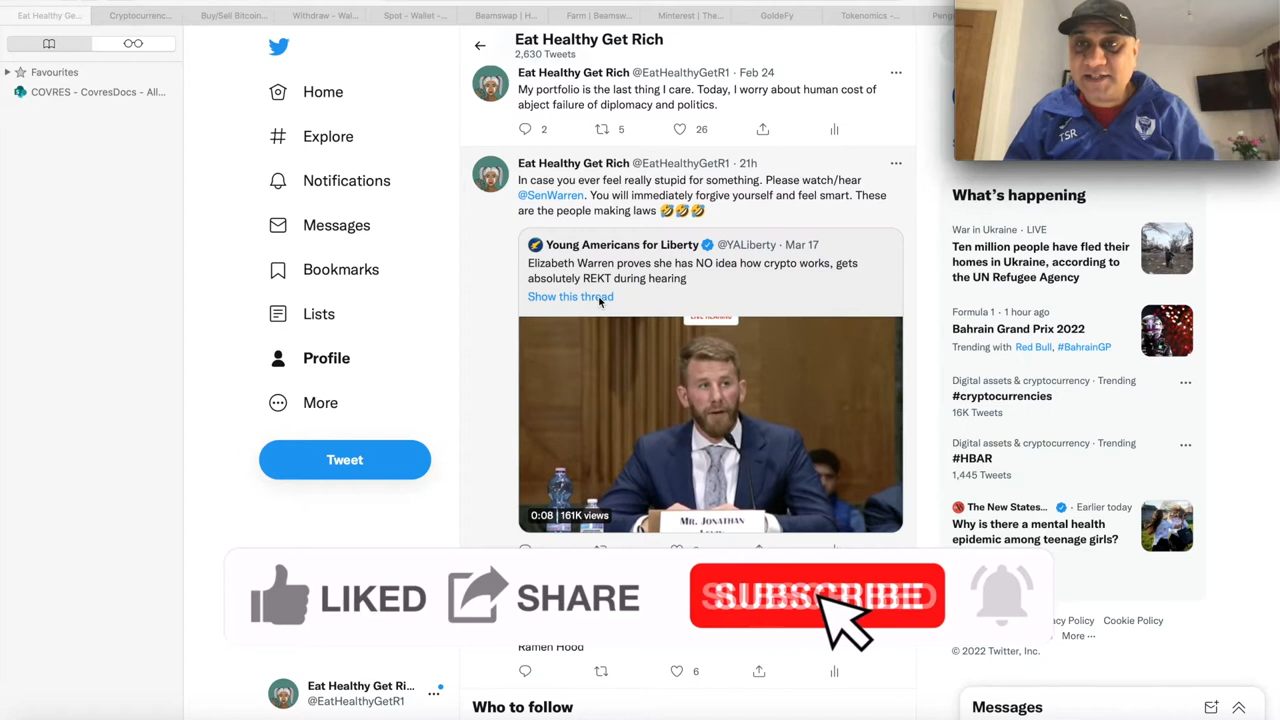 Eat Healthy Ge...
Cryptocurrenc...
Buy/Sell Bitcoin...
Withdraw – Wal...
Spot – Wallet –...
Beamswap | H...
Farm | Beamsw...
Minterest | The...
GoldeFy
Tokenomics –...
Favourites
COVRES - CovresDocs - All...
Home
Explore
Notifications
Messages
Bookmarks
Lists
Profile
More
Tweet
Eat Healthy Get Ri...
@EatHealthyGetR1
Eat Healthy Get Rich
2,630 Tweets
Eat Healthy Get Rich @EatHealthyGetR1 · Feb 24
My portfolio is the last thing I care. Today, I worry about human cost of
abject failure of diplomacy and politics.
2 5 26
Eat Healthy Get Rich @EatHealthyGetR1 · 21h
In case you ever feel really stupid for something. Please watch/hear
@SenWarren. You will immediately forgive yourself and feel smart. These
are the people making laws 🤣🤣🤣
Young Americans for Liberty @YALiberty · Mar 17
Elizabeth Warren proves she has NO idea how crypto works, gets
absolutely REKT during hearing
Show this thread
LIVE HEARING
MR. JONATHAN
0:08 | 161K views
LIKED SHARE
Ramen Hood
6
Who to follow
TSR
What's happening
War in Ukraine · LIVE
Ten million people have fled their
homes in Ukraine, according to
the UN Refugee Agency
Formula 1 · 1 hour ago
Bahrain Grand Prix 2022
Trending with Red Bull, #BahrainGP
Digital assets & cryptocurrency · Trending
#cryptocurrencies
16K Tweets
Digital assets & cryptocurrency · Trending
#HBAR
1,445 Tweets
The New States... · Earlier today
Why is there a mental health
epidemic among teenage girls?
Policy Cookie Policy
More ···
© 2022 Twitter, Inc.
Messages